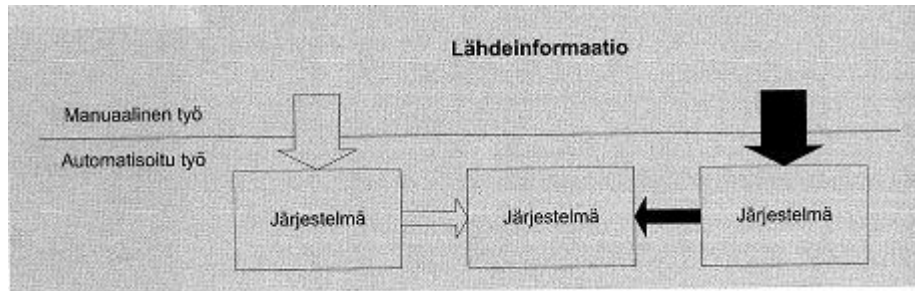 Lähdeinformaatio
Manuaalinen työ
Automatisoitu työ
Järjestelmä
Järjestelmä
Järjestelmä